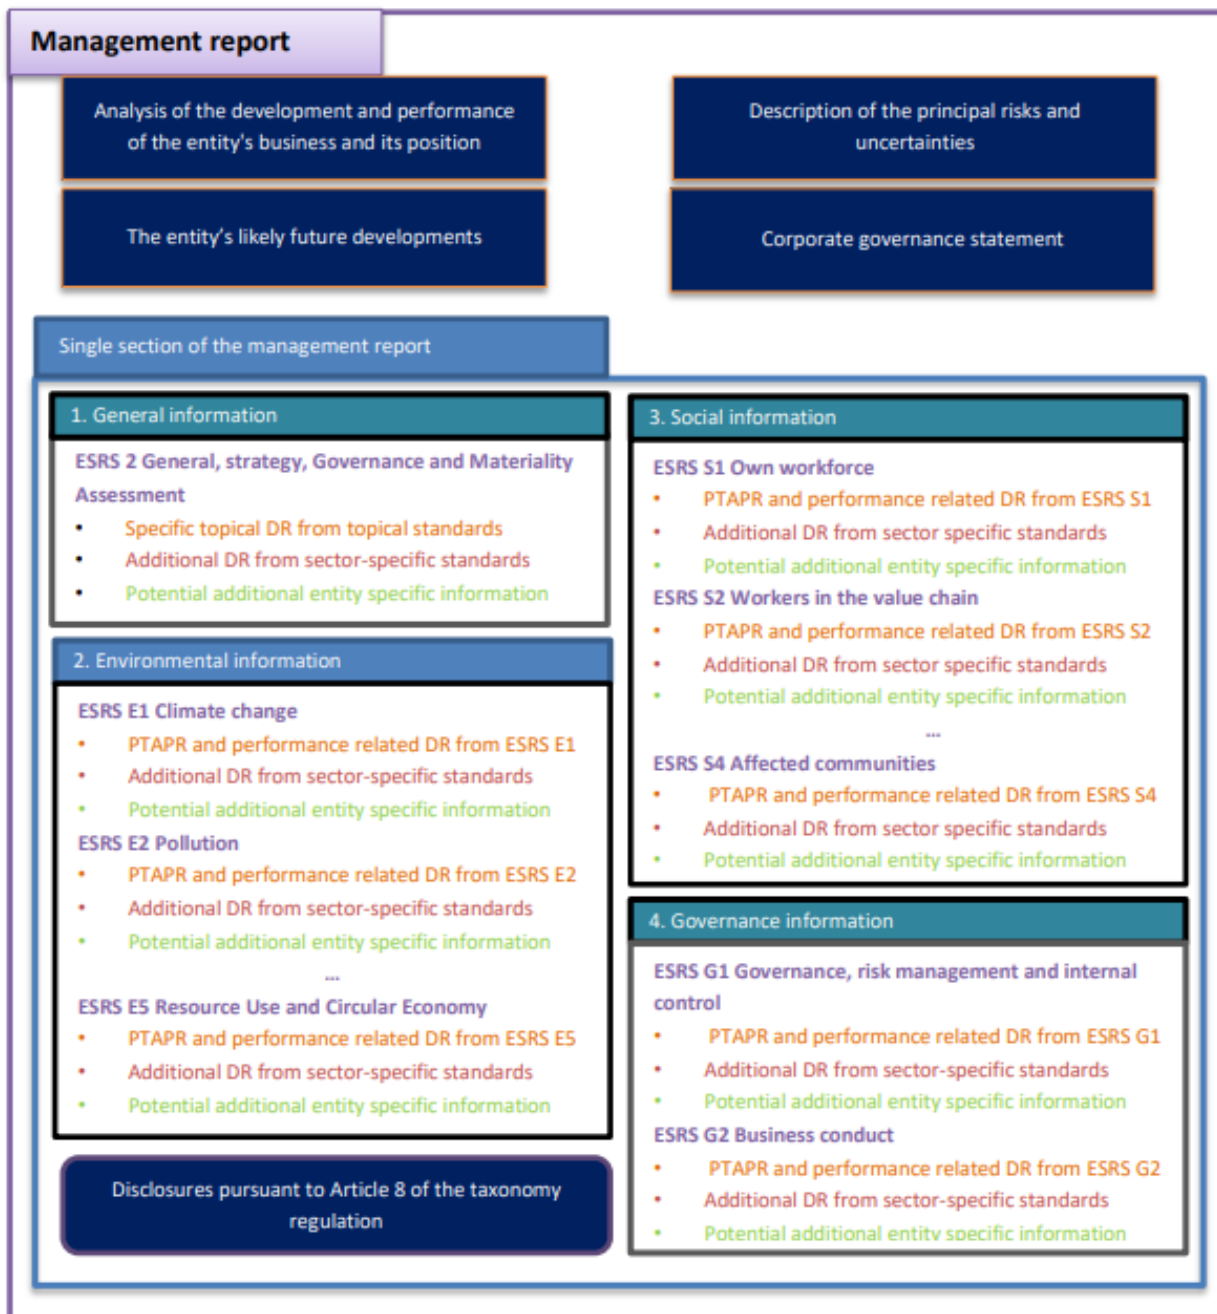 Management report
Analysis of the development and performance
of the entity's business and its position
Description of the principal risks and
uncertainties
The entity's likely future developments
Corporate governance statement
Single section of the management report
1. General information
ESRS 2 General, strategy, Governance and Materiality
Assessment
• Specific topical DR from topical standards
• Additional DR from sector-specific standards
• Potential additional entity specific information
2. Environmental information
ESRS E1 Climate change
• PTAPR and performance related DR from ESRS E1
• Additional DR from sector-specific standards
• Potential additional entity specific information
ESRS E2 Pollution
• PTAPR and performance related DR from ESRS E2
• Additional DR from sector-specific standards
• Potential additional entity specific information
...
ESRS E5 Resource Use and Circular Economy
• PTAPR and performance related DR from ESRS E5
• Additional DR from sector-specific standards
• Potential additional entity specific information
Disclosures pursuant to Article 8 of the taxonomy
regulation
3. Social information
ESRS S1 Own workforce
• PTAPR and performance related DR from ESRS S1
• Additional DR from sector specific standards
• Potential additional entity specific information
ESRS S2 Workers in the value chain
• PTAPR and performance related DR from ESRS S2
• Additional DR from sector specific standards
• Potential additional entity specific information
...
ESRS S4 Affected communities
• PTAPR and performance related DR from ESRS S4
• Additional DR from sector specific standards
• Potential additional entity specific information
4. Governance information
ESRS G1 Governance, risk management and internal
control
• PTAPR and performance related DR from ESRS G1
• Additional DR from sector-specific standards
• Potential additional entity specific information
ESRS G2 Business conduct
• PTAPR and performance related DR from ESRS G2
• Additional DR from sector-specific standards
• Potential additional entity specific information